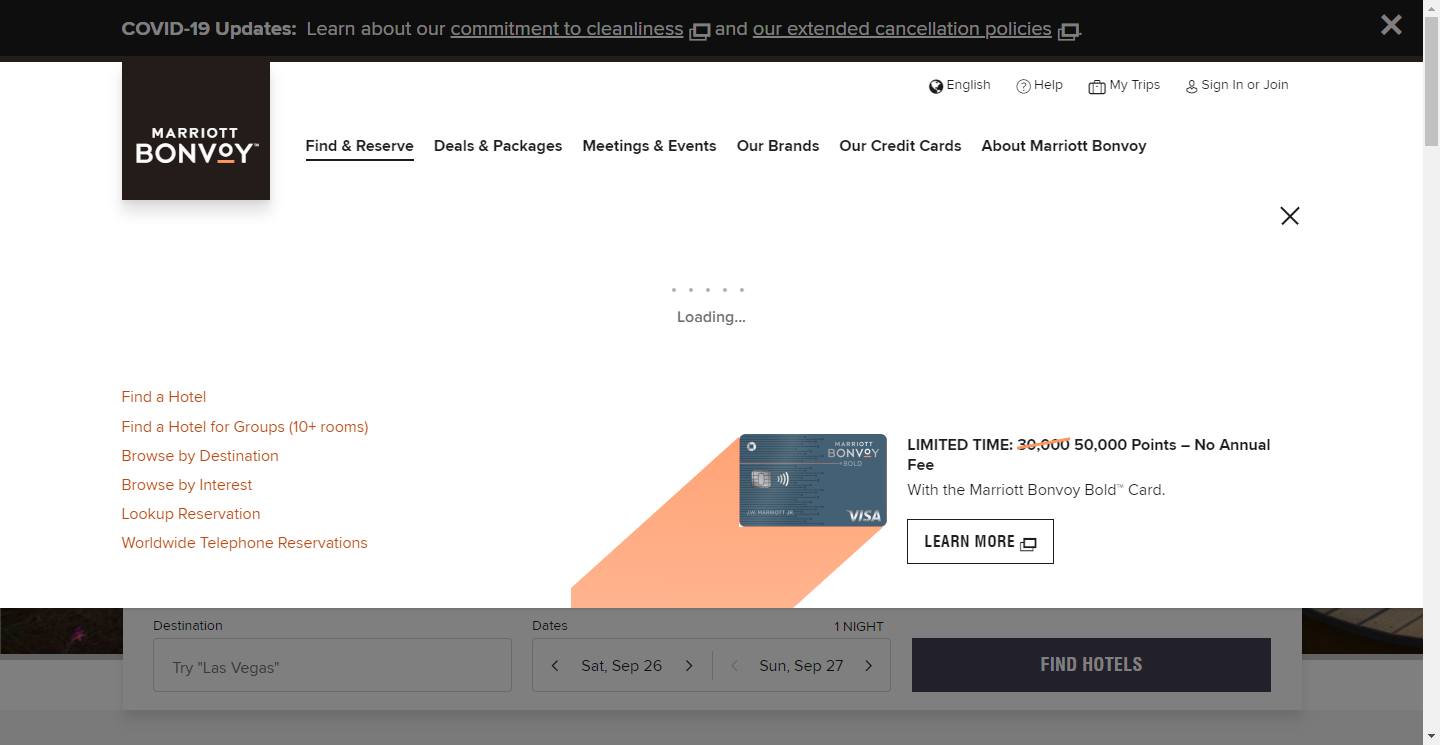 COVID-19 Updates: Learn about our commitment to cleanliness and our extended cancellation policies.
English Help My Trips Sign In or Join
MARRIOTT
BONVOY™
Find & Reserve Deals & Packages Meetings & Events Our Brands Our Credit Cards About Marriott Bonvoy
Loading...
Find a Hotel
Find a Hotel for Groups (10+ rooms)
Browse by Destination
Browse by Interest
Lookup Reservation
Worldwide Telephone Reservations
MARRIOTT
BONVOY
BOLD
J.W. MARRIOTT JR
VISA
LIMITED TIME: 30,000 50,000 Points – No Annual
Fee
With the Marriott Bonvoy Bold™ Card.
LEARN MORE
Destination Dates 1 NIGHT
Try "Las Vegas" Sat, Sep 26 Sun, Sep 27 FIND HOTELS